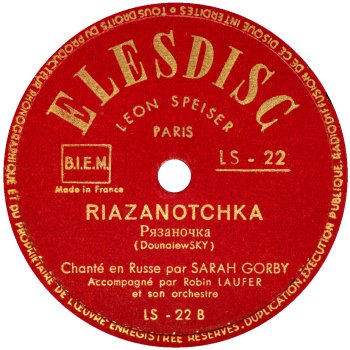 TOUS DROITS DU PRODUCTEUR PHONOGRAPHIQUE ET DU PROPRIÉTAIRE DE L'ŒUVRE ENREGISTRÉE RÉSERVÉS. DUPLICATION EXÉCUTION PUBLIQUE, RADIODIFFUSION DE CE DISQUE INTERDITES
ELESDISC
LEON SPEISER
PARIS
B.I.E.M.
LS - 22
Made in France
RIAZANOTCHKA
Рязаночка
(DounaiewSKY)
Chanté en Russe par SARAH GORBY
Accompagné par Robin LAUFER
et son orchestre
LS - 22 B